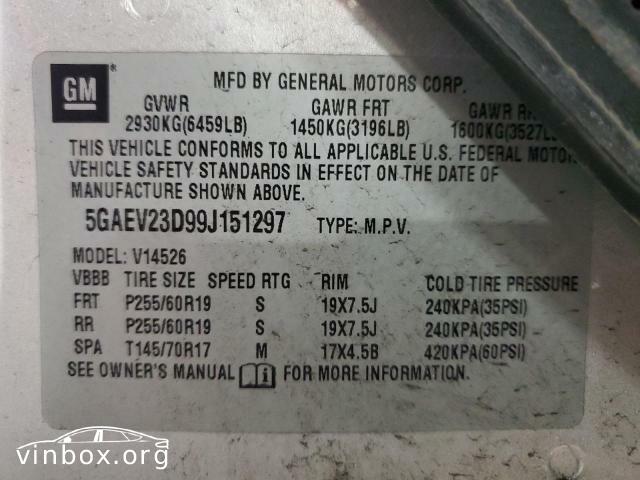 GM
MFD BY GENERAL MOTORS CORP.
GVWR GAWR FRT GAWR
2930KG(6459LB) 1450KG(3196LB) 1600KG(3527L
THIS VEHICLE CONFORMS TO ALL APPLICABLE U.S. FEDERAL MOTOR
VEHICLE SAFETY STANDARDS IN EFFECT ON THE DATE OF
MANUFACTURE SHOWN ABOVE.
5GAEV23D99J151297 TYPE: M.P.V.
MODEL: V14526
VBBB TIRE SIZE SPEED RTG RIM COLD TIRE PRESSURE
FRT P255/60R19 S 19X7.5J 240KPA(35PSI)
RR P255/60R19 S 19X7.5J 240KPA(35PSI)
SPA T145/70R17 M 17X4.5B 420KPA(60PSI)
SEE OWNER'S MANUAL FOR MORE INFORMATION.
vinbox.org